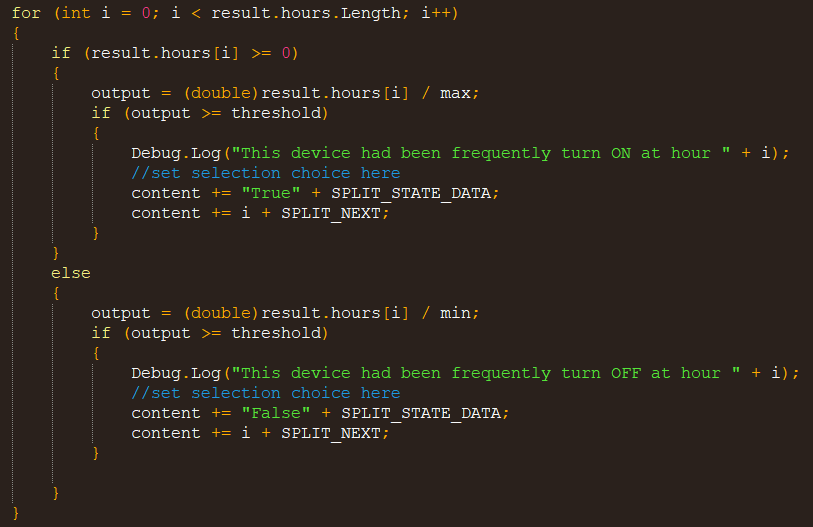 for (int i = 0; i < result.hours.Length; i++)
{
    if (result.hours[i] >= 0)
    {
        output = (double)result.hours[i] / max;
        if (output >= threshold)
        {
            Debug.Log("This device had been frequently turn ON at hour " + i);
            //set selection choice here
            content += "True" + SPLIT_STATE_DATA;
            content += i + SPLIT_NEXT;
        }
    }
    else
    {
        output = (double)result.hours[i] / min;
        if (output >= threshold)
        {
            Debug.Log("This device had been frequently turn OFF at hour " + i);
            //set selection choice here
            content += "False" + SPLIT_STATE_DATA;
            content += i + SPLIT_NEXT;
        }

    }
}